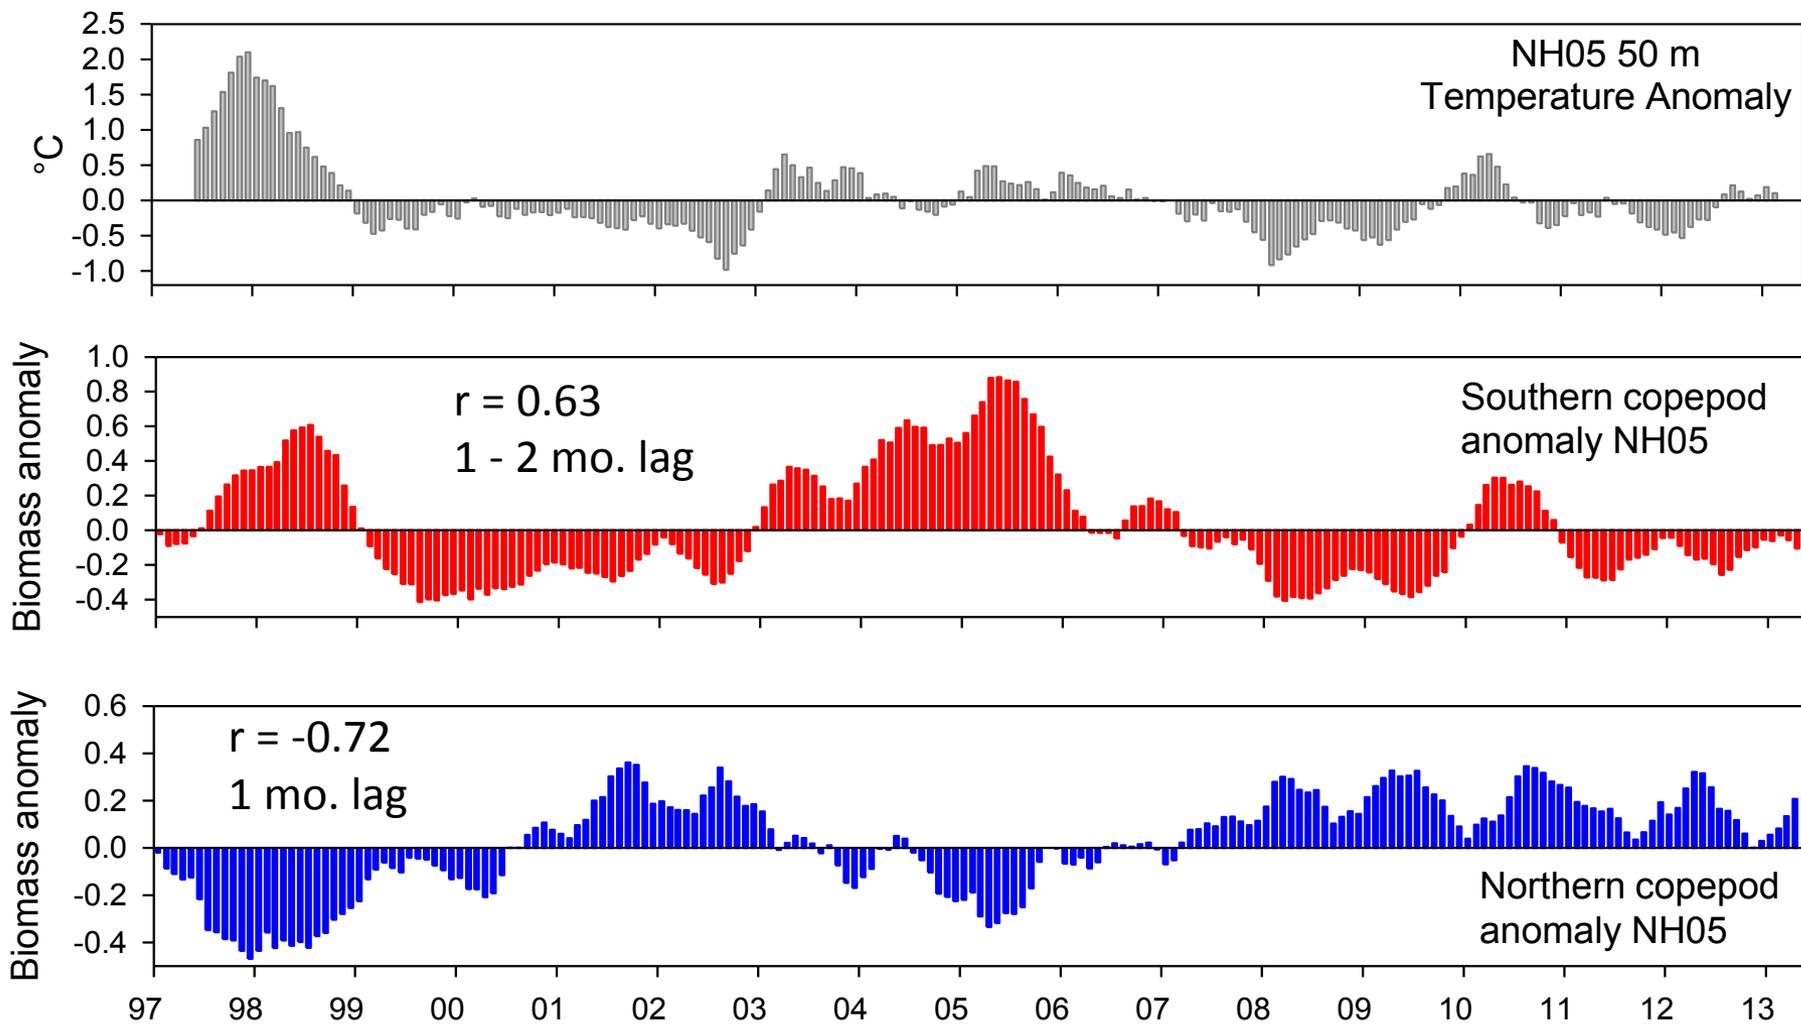 2.5
2.0
1.5
1.0
0.5
0.0
-0.5
-1.0
°C
NH05 50 m
Temperature Anomaly
1.0
0.8
0.6
0.4
0.2
0.0
-0.2
-0.4
Biomass anomaly
r = 0.63
1 - 2 mo. lag
Southern copepod
anomaly NH05
0.6
0.4
0.2
0.0
-0.2
-0.4
Biomass anomaly
r = -0.72
1 mo. lag
Northern copepod
anomaly NH05
97 98 99 00 01 02 03 04 05 06 07 08 09 10 11 12 13